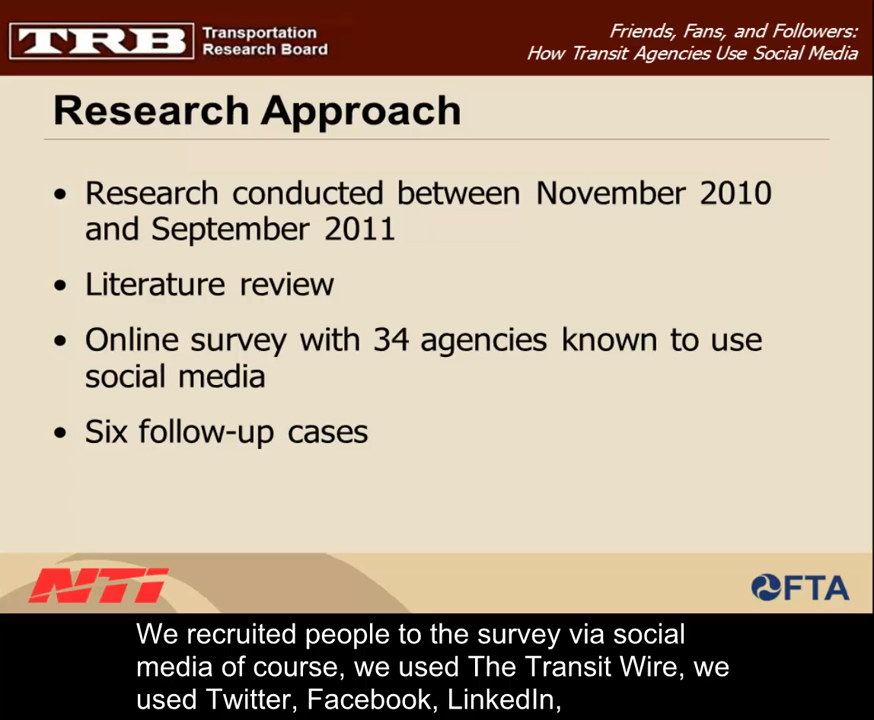 TRB Transportation
Research Board
Friends, Fans, and Followers:
How Transit Agencies Use Social Media
Research Approach
• Research conducted between November 2010
and September 2011
• Literature review
• Online survey with 34 agencies known to use
social media
• Six follow-up cases
NTI
FTA
We recruited people to the survey via social
media of course, we used The Transit Wire, we
used Twitter, Facebook, LinkedIn,